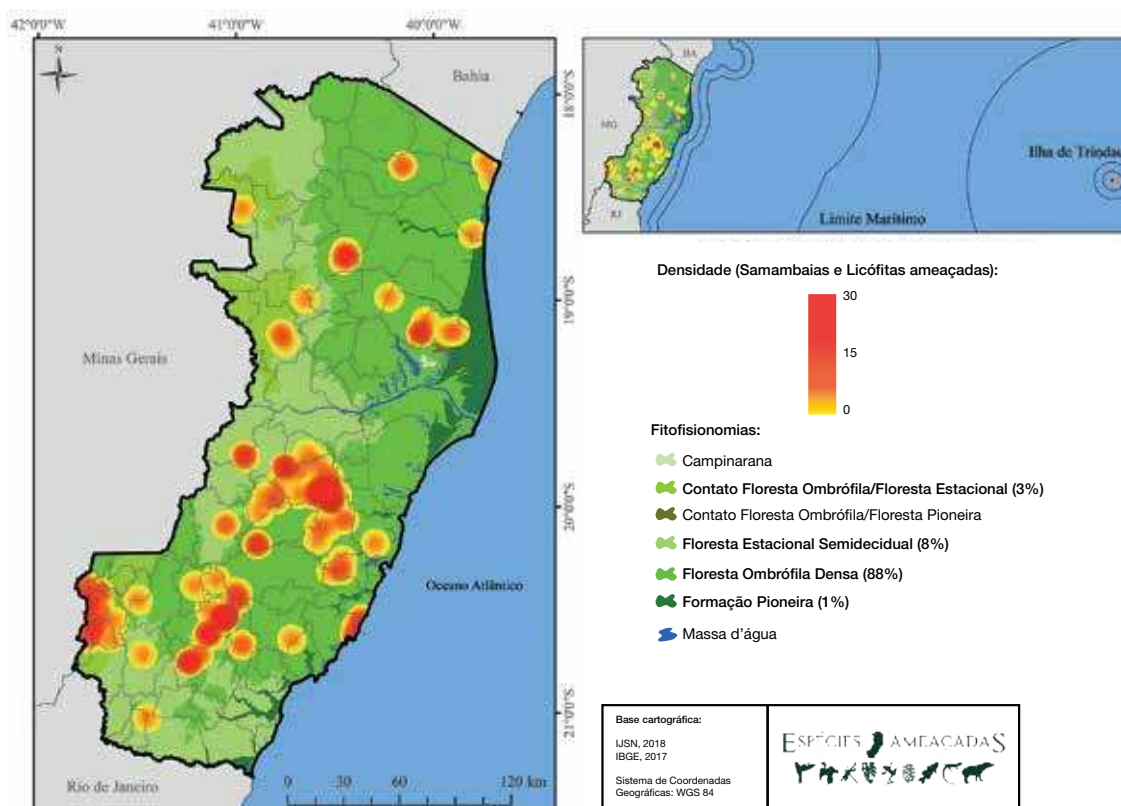 42°0'0"W
41°0'0"W
40°0'0"W
N
Bahia
18°0'0"S
19°0'0"S
20°0'0"S
21°0'0"S
Minas Gerais
Oceano Atlântico
Rio de Janeiro
0 30 60 120 km
BA
MG
RJ
Ilha de Trindad
Limite Marítimo
Densidade (Samambaias e Licófitas ameaçadas):
30
15
0
Fitofisionomias:
Campinarana
Contato Floresta Ombrófila/Floresta Estacional (3%)
Contato Floresta Ombrófila/Floresta Pioneira
Floresta Estacional Semidecidual (8%)
Floresta Ombrófila Densa (88%)
Formação Pioneira (1%)
Massa d'água
Base cartográfica:
IJSN, 2018
IBGE, 2017
Sistema de Coordenadas
Geográficas: WGS 84
ESPÉCIES AMEAÇADAS